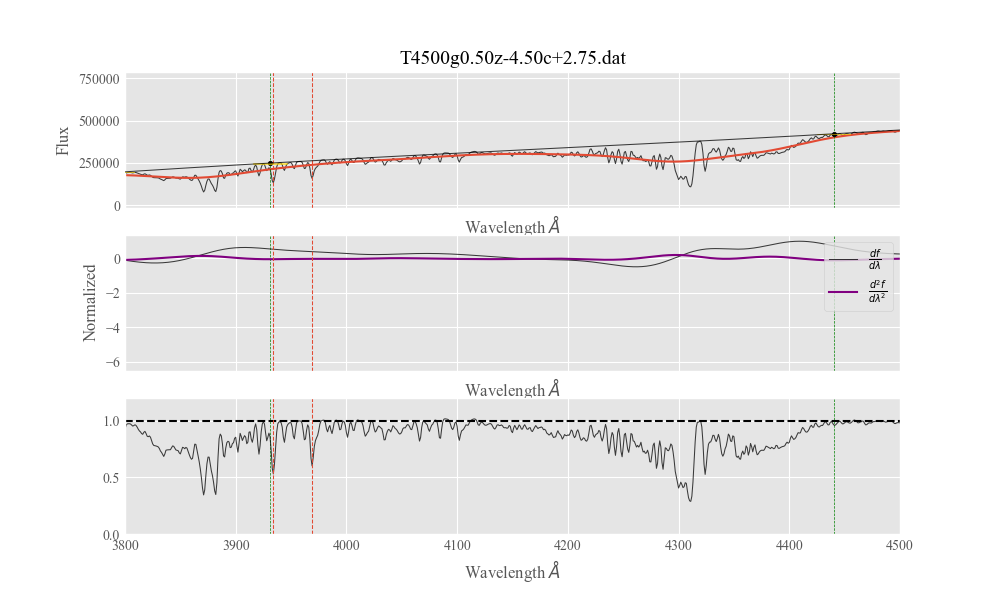 T4500g0.50z-4.50c+2.75.dat
750000
500000
250000
0
Flux
Wavelength Å
0
−2
−4
−6
Normalized
df/dλ
d²f/dλ²
Wavelength Å
1.0
0.5
0.0
3800 3900 4000 4100 4200 4300 4400 4500
Wavelength Å